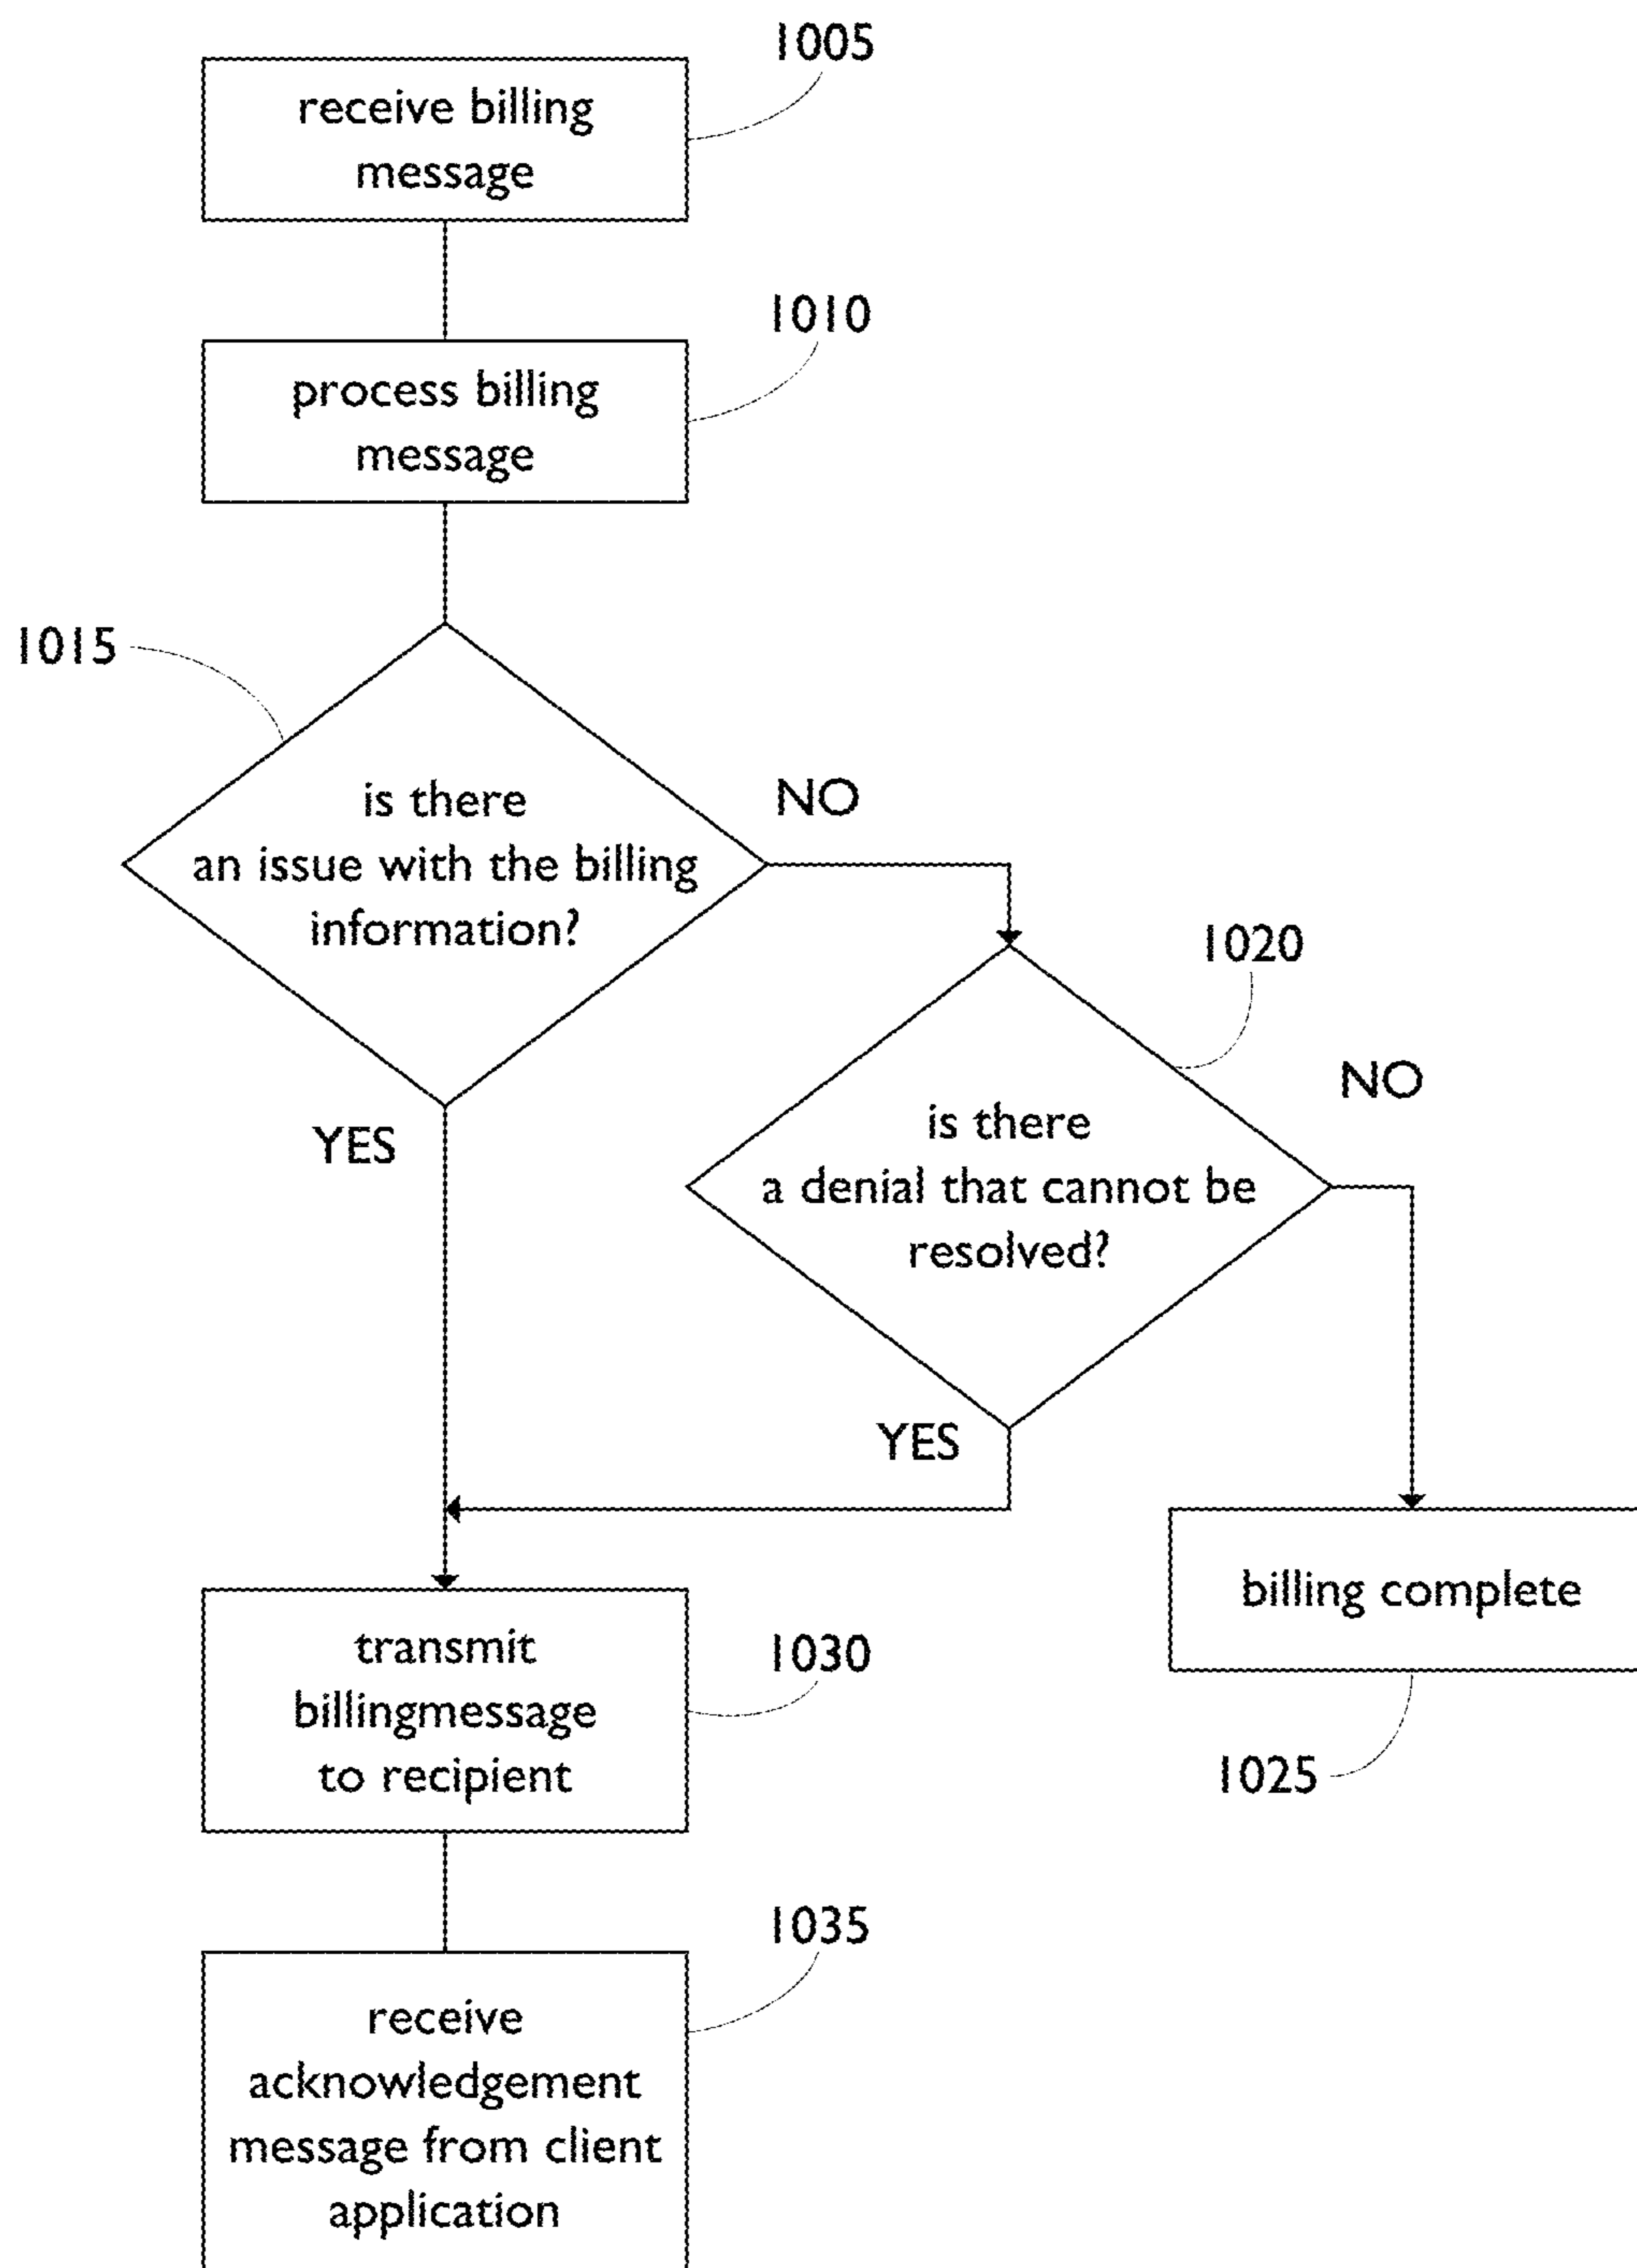 1005
receive billing
message
1010
process billing
message
1015
is there
an issue with the billing
information?
NO
YES
1020
is there
a denial that cannot be
resolved?
NO
YES
billing complete
1025
transmit
billingmessage
to recipient
1030
1035
receive
acknowledgement
message from client
application